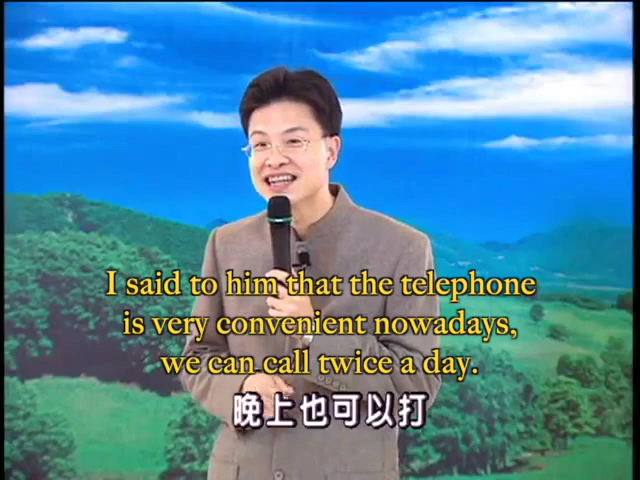 I said to him that the telephone
is very convenient nowadays,
we can call twice a day.
晚上也可以打